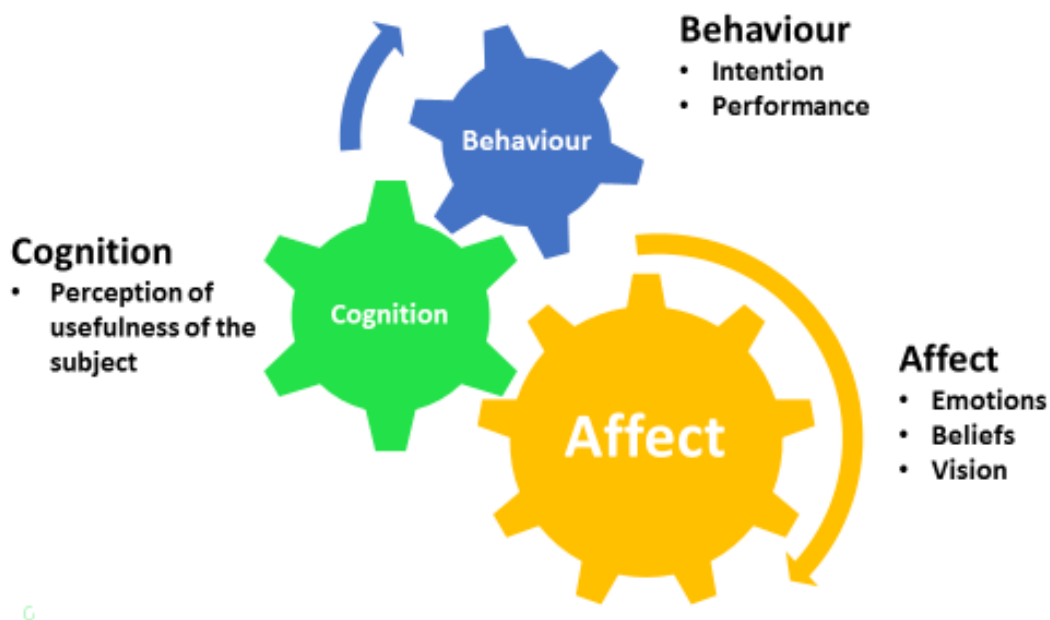 Behaviour
• Intention
• Performance
Behaviour
Cognition
• Perception of
usefulness of the
subject
Cognition
Affect
Affect
• Emotions
• Beliefs
• Vision